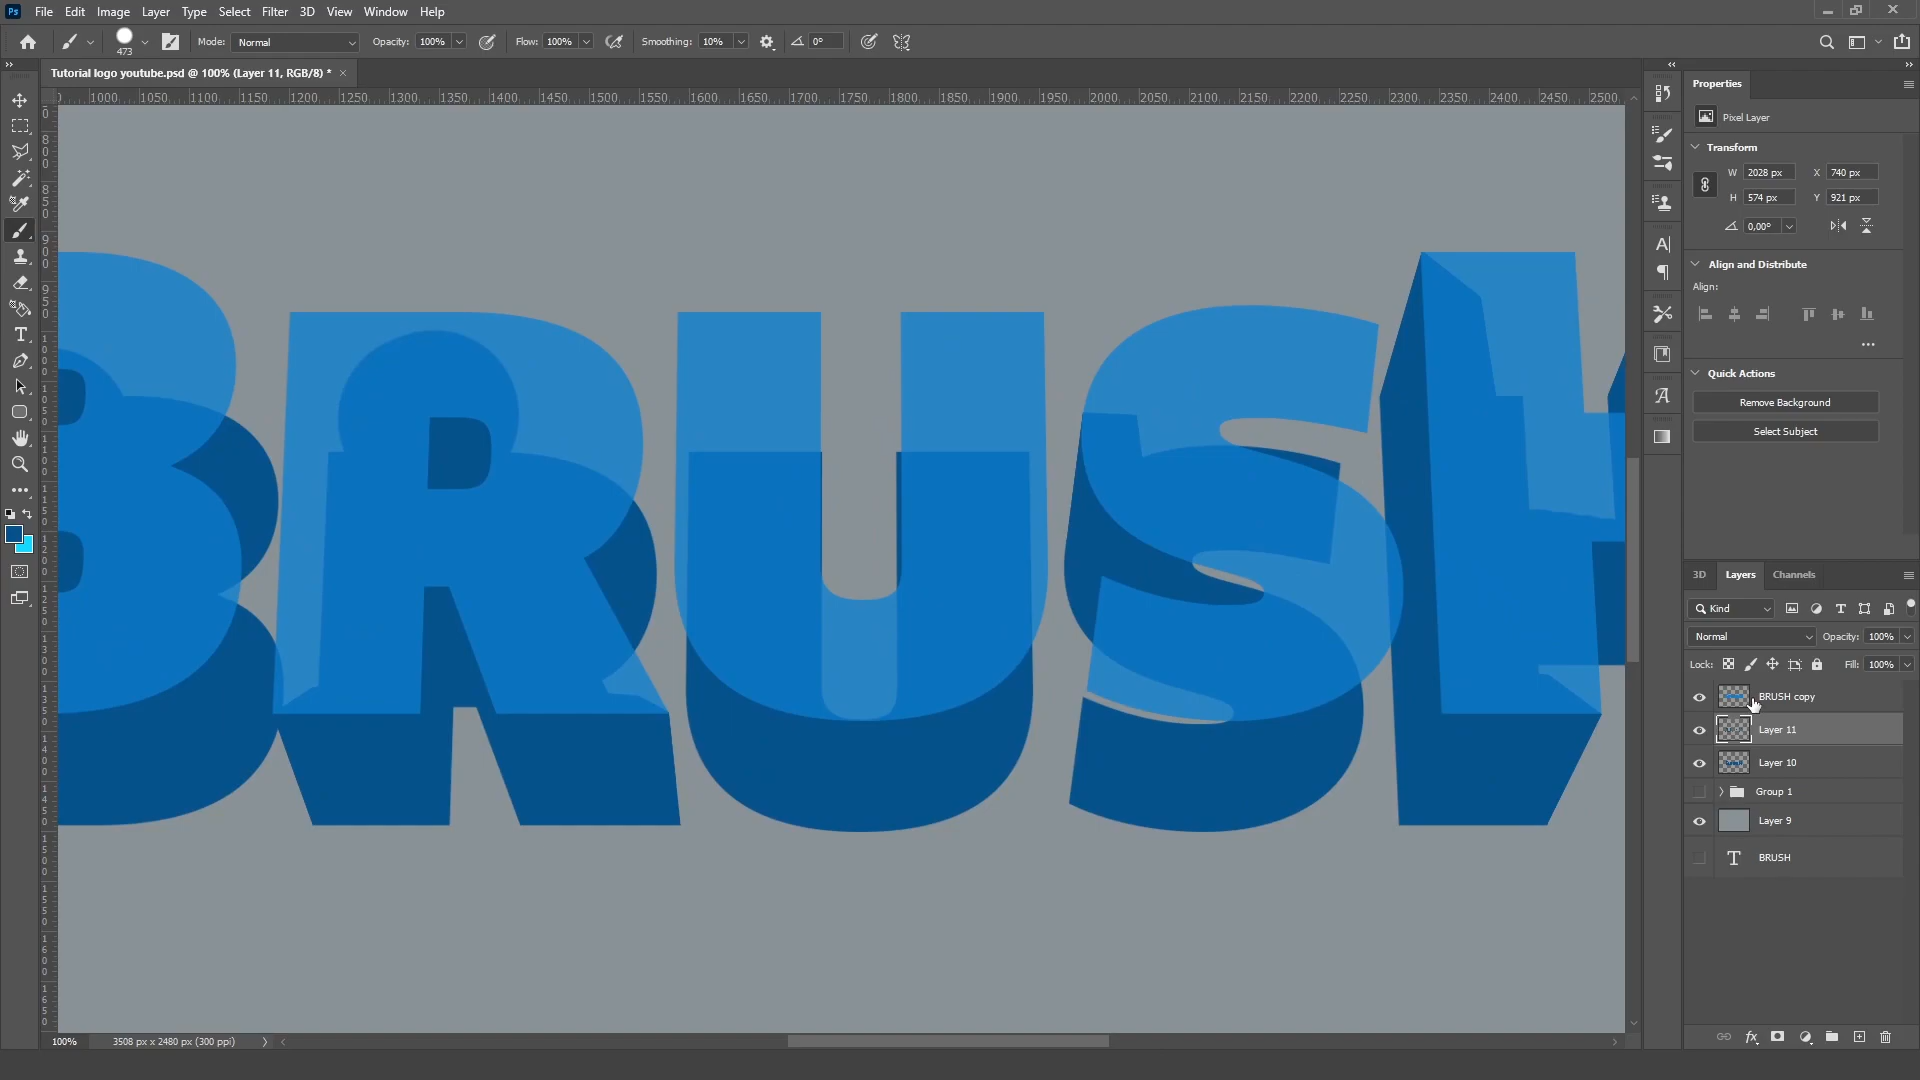 Ps File Edit Image Layer Type Select Filter 3D View Window Help
473 Mode: Normal Opacity: 100% Flow: 100% Smoothing: 10% 0°
Tutorial logo youtube.psd @ 100% (Layer 11, RGB/8) * ×
1000 1050 1100 1150 1200 1250 1300 1350 1400 1450 1500 1550 1600 1650 1700 1750 1800 1850 1900 1950 2000 2050 2100 2150 2200 2250 2300 2350 2400 2450 2500
BRUSH
Properties
Pixel Layer
Transform
W 2028 px X 740 px
H 574 px Y 921 px
0,00°
Align and Distribute
Align:
Quick Actions
Remove Background
Select Subject
3D Layers Channels
Kind
Normal Opacity: 100%
Lock: Fill: 100%
BRUSH copy
Layer 11
Layer 10
Group 1
Layer 9
T BRUSH
100% 3508 px x 2480 px (300 ppi)